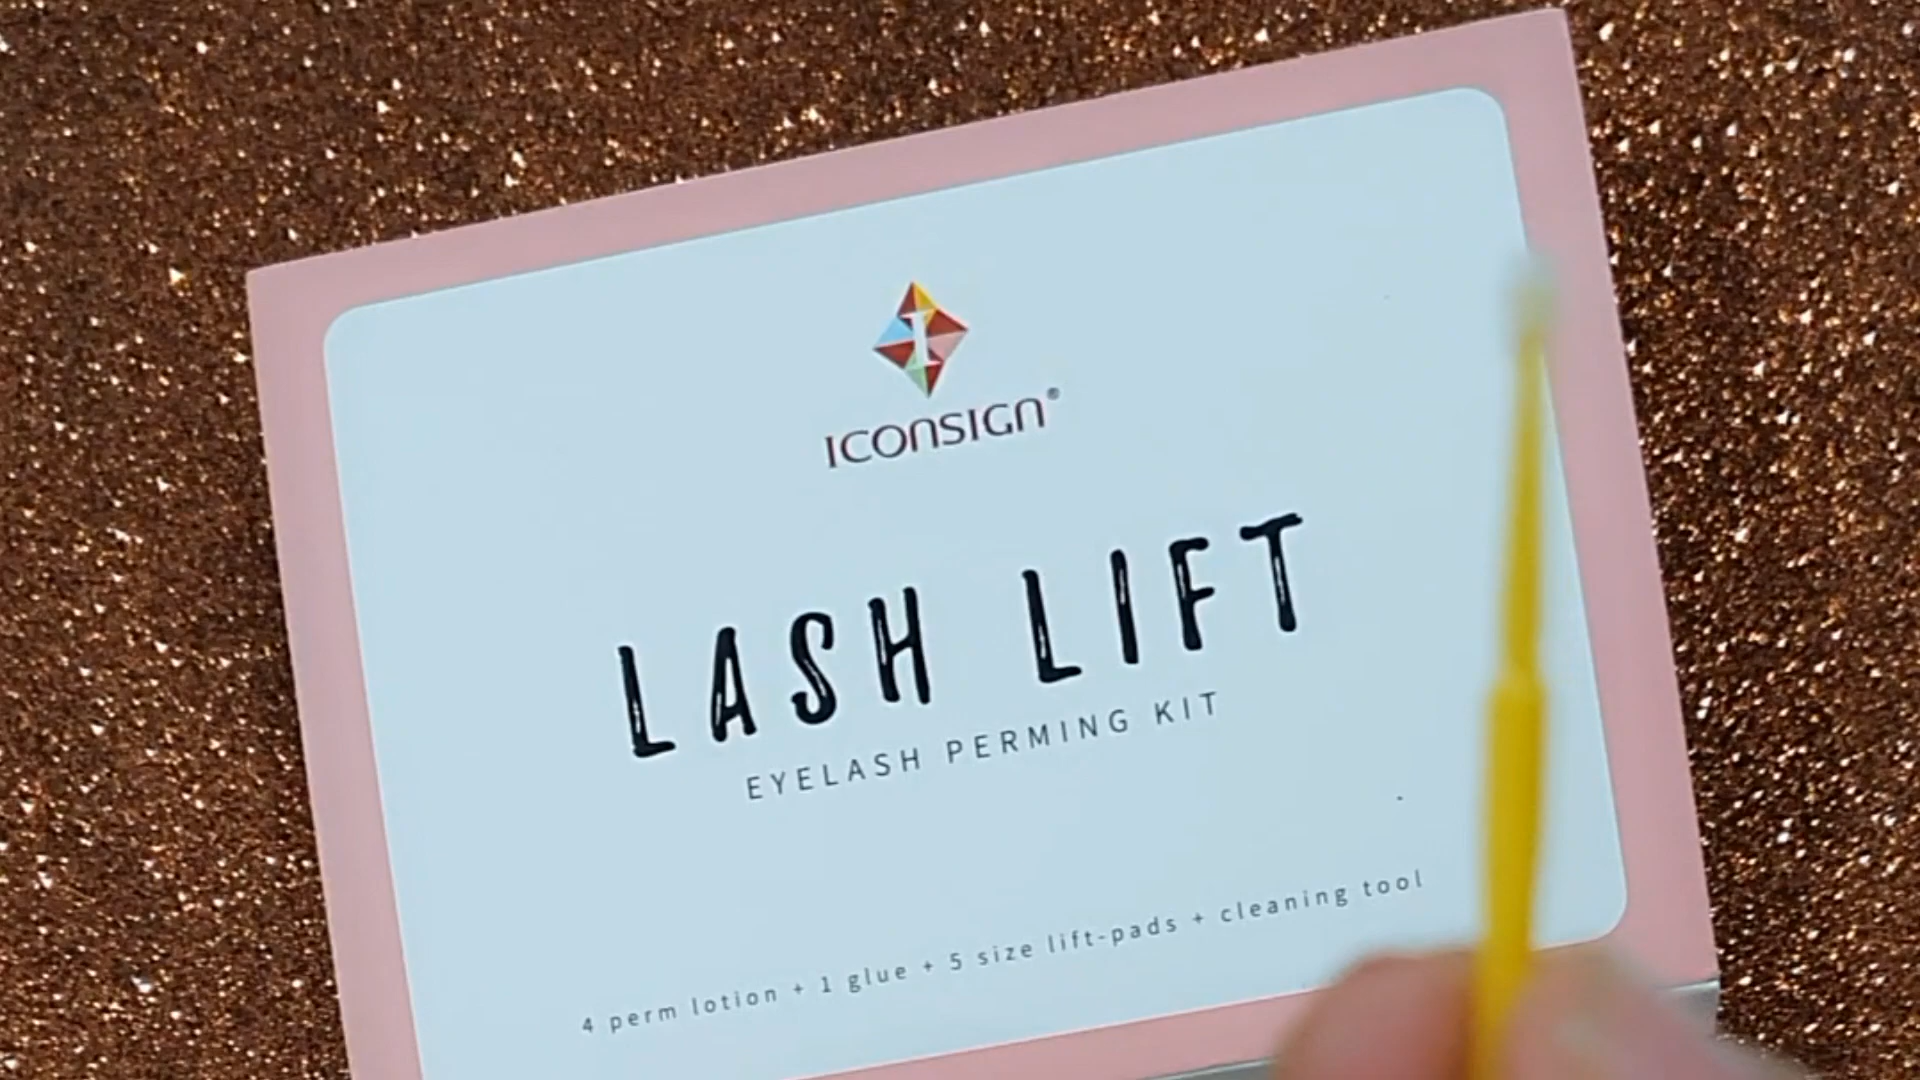 I
ICONSIGN®
LASH LIFT
EYELASH PERMING KIT
4 perm lotion + 1 glue + 5 size lift-pads + cleaning tool